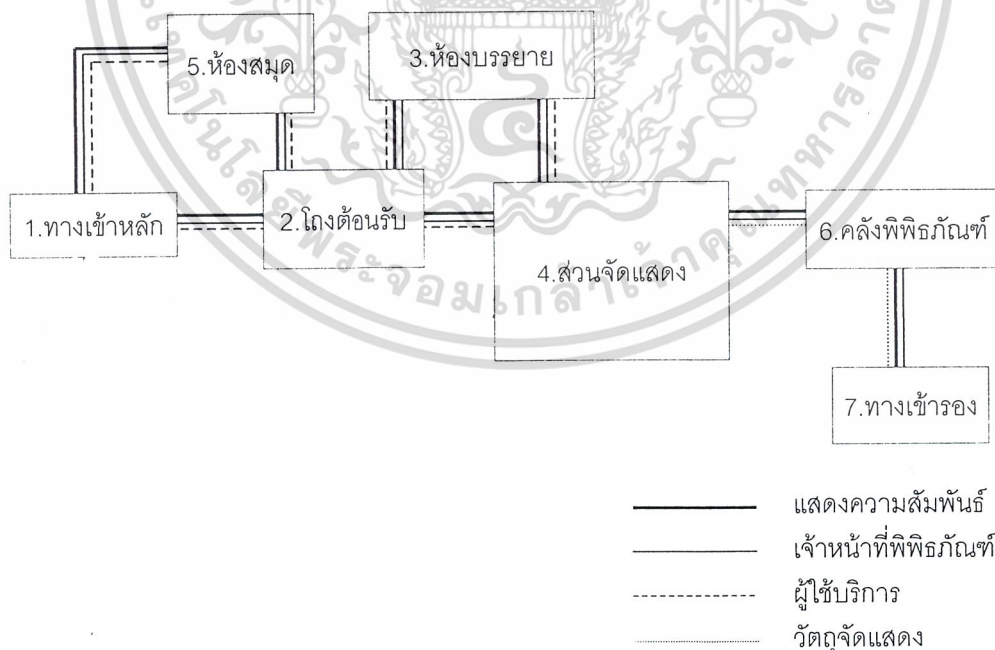 5.ห้องสมุด
3.ห้องบรรยาย
1.ทางเข้าหลัก
2.โถงต้อนรับ
4.ส่วนจัดแสดง
6.คลังพิพิธภัณฑ์
7.ทางเข้ารอง
แสดงความสัมพันธ์
เจ้าหน้าที่พิพิธภัณฑ์
ผู้ใช้บริการ
วัตถุจัดแสดง